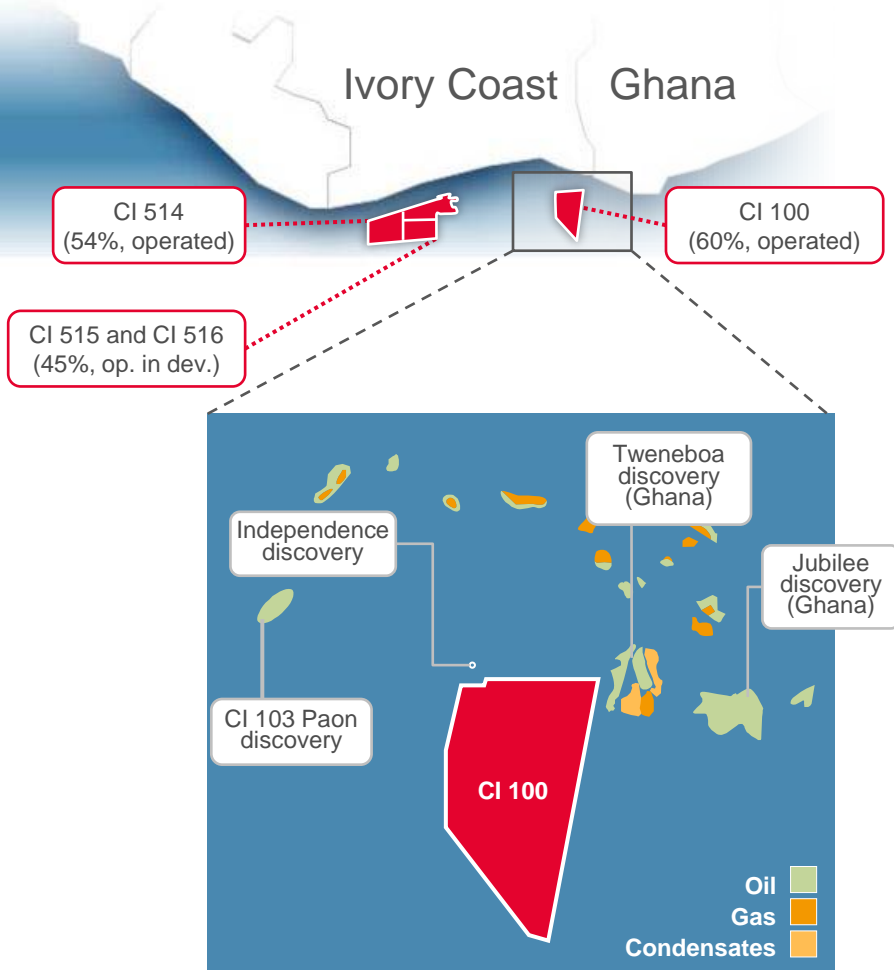 Ivory Coast
Ghana
CI 514
(54%, operated)
CI 100
(60%, operated)
CI 515 and CI 516
(45%, op. in dev.)
Tweneboa
discovery
(Ghana)
Independence
discovery
Jubilee
discovery
(Ghana)
CI 103 Paon
discovery
CI 100
Oil
Gas
Condensates